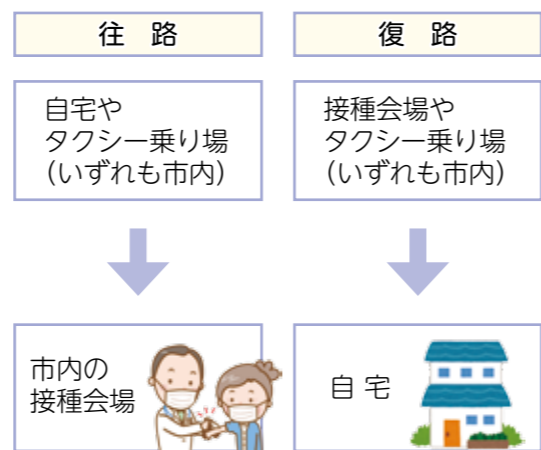 往 路
自宅や
タクシー乗り場
(いずれも市内)
市内の
接種会場
復 路
接種会場や
タクシー乗り場
(いずれも市内)
自 宅